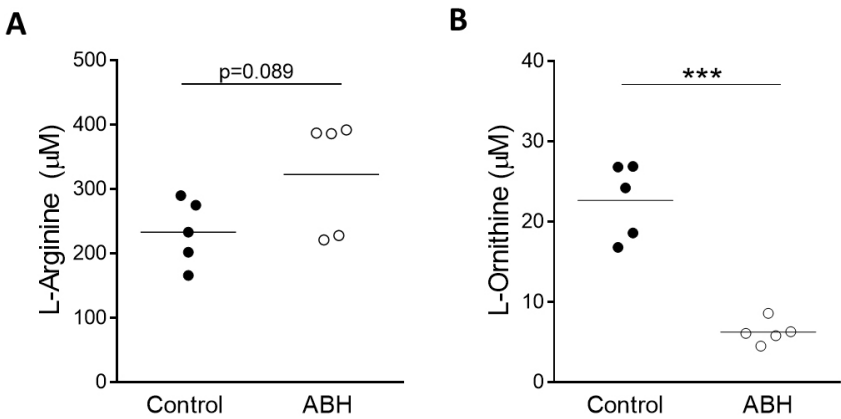 A
L-Arginine (μM)
500
400
300
200
100
0
p=0.089
Control ABH
B
L-Ornithine (μM)
40
30
20
10
0
***
Control ABH